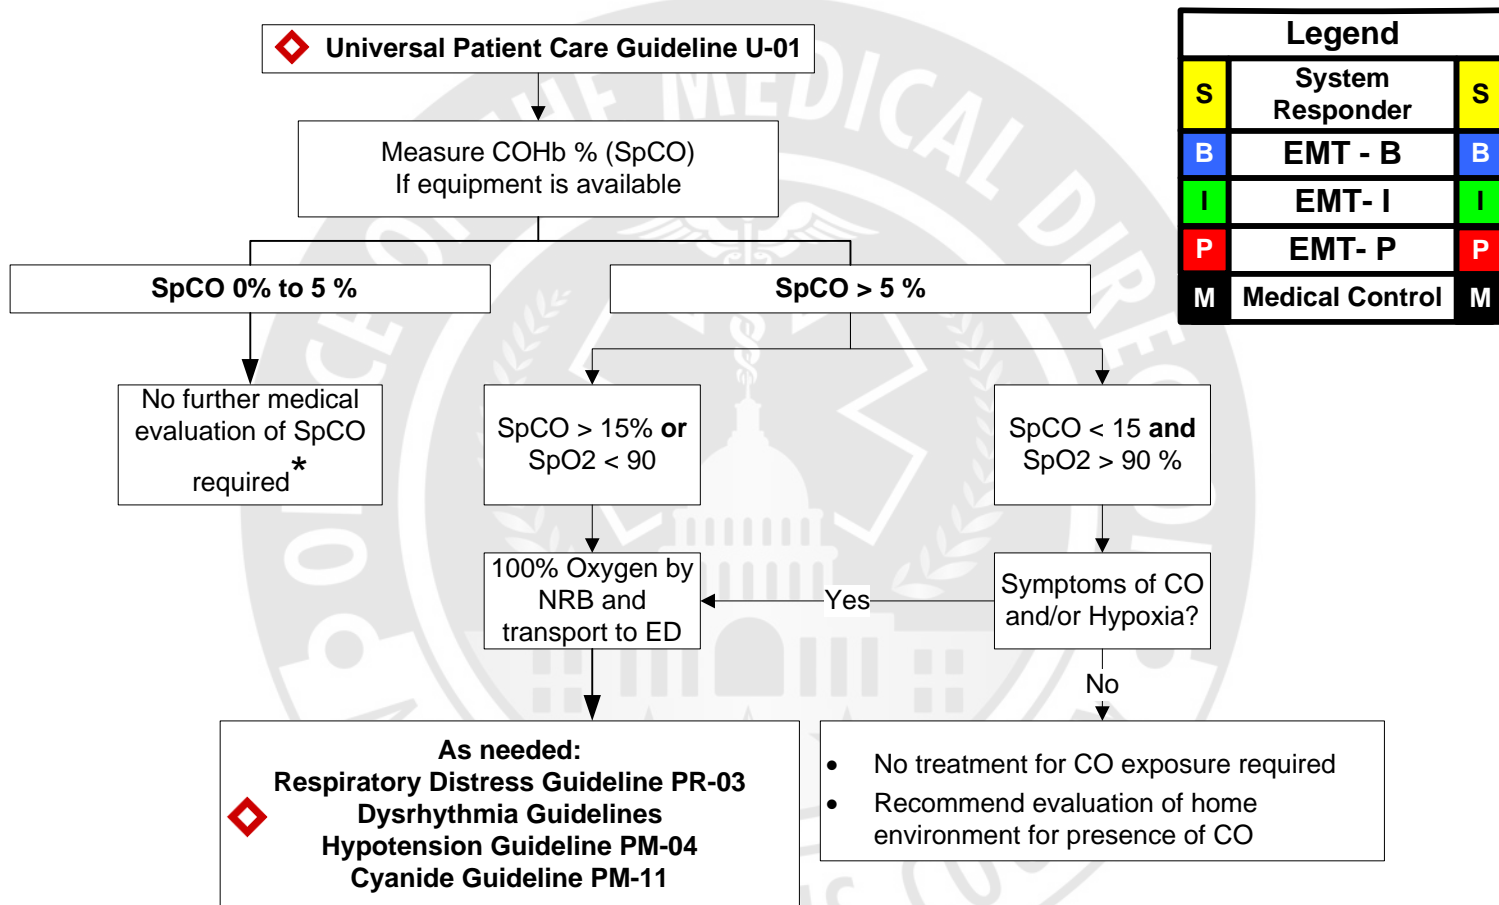 Universal Patient Care Guideline U-01
Legend
S System S
Responder
B EMT - B B
I EMT- I I
P EMT- P P
M Medical Control M
Measure COHb % (SpCO)
If equipment is available
SpCO 0% to 5 %
SpCO > 5 %
No further medical
evaluation of SpCO
required*
SpCO > 15% or
SpO2 < 90
SpCO < 15 and
SpO2 > 90 %
100% Oxygen by
NRB and
transport to ED
Yes
Symptoms of CO
and/or Hypoxia?
No
As needed:
Respiratory Distress Guideline PR-03
Dysrhythmia Guidelines
Hypotension Guideline PM-04
Cyanide Guideline PM-11
• No treatment for CO exposure required
• Recommend evaluation of home
environment for presence of CO